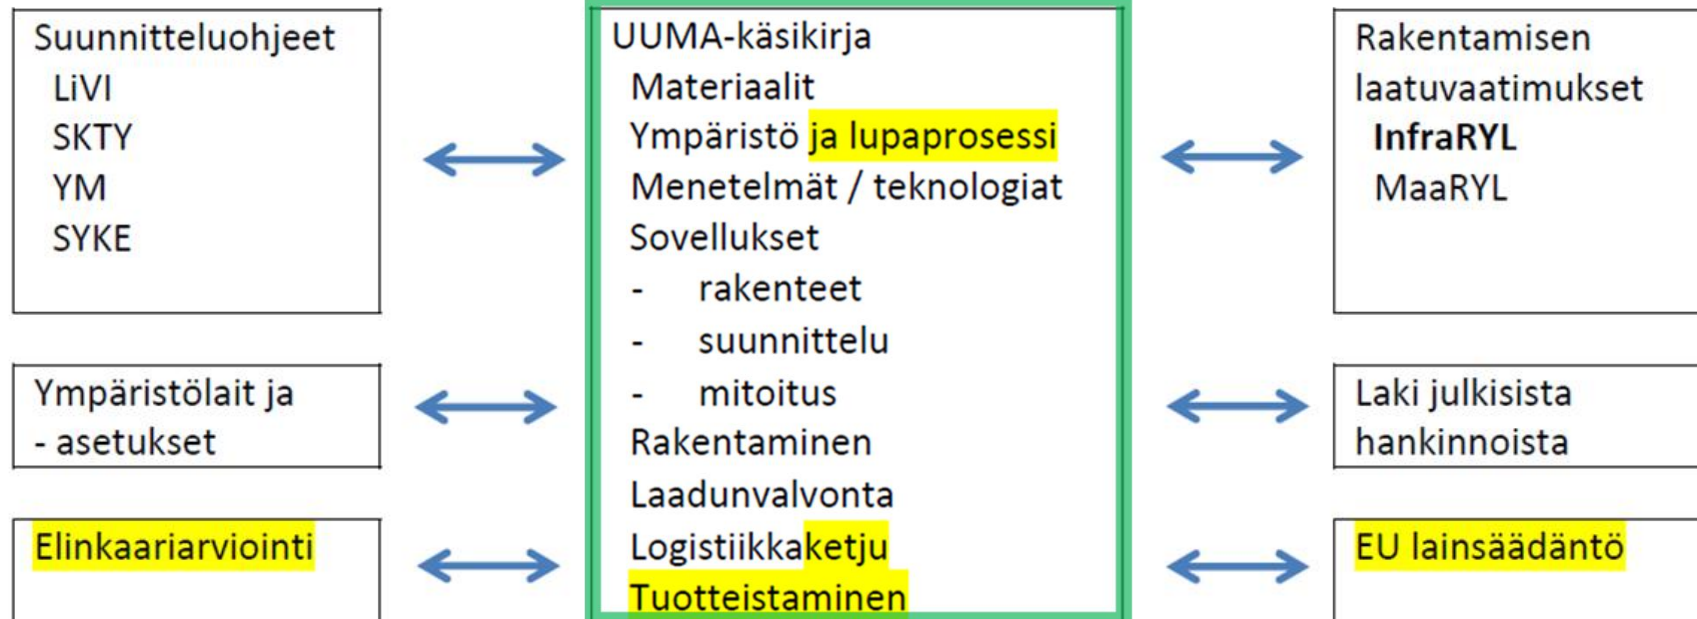 Suunnitteluohjeet
LiVI
SKTY
YM
SYKE
Ympäristölait ja
- asetukset
Elinkaariarviointi
UUMA-käsikirja
Materiaalit
Ympäristö ja lupaprosessi
Menetelmät / teknologiat
Sovellukset
- rakenteet
- suunnittelu
- mitoitus
Rakentaminen
Laadunvalvonta
Logistiikkaketju
Tuotteistaminen
Rakentamisen
laatuvaatimukset
InfraRYL
MaaRYL
Laki julkisista
hankinnoista
EU lainsäädäntö